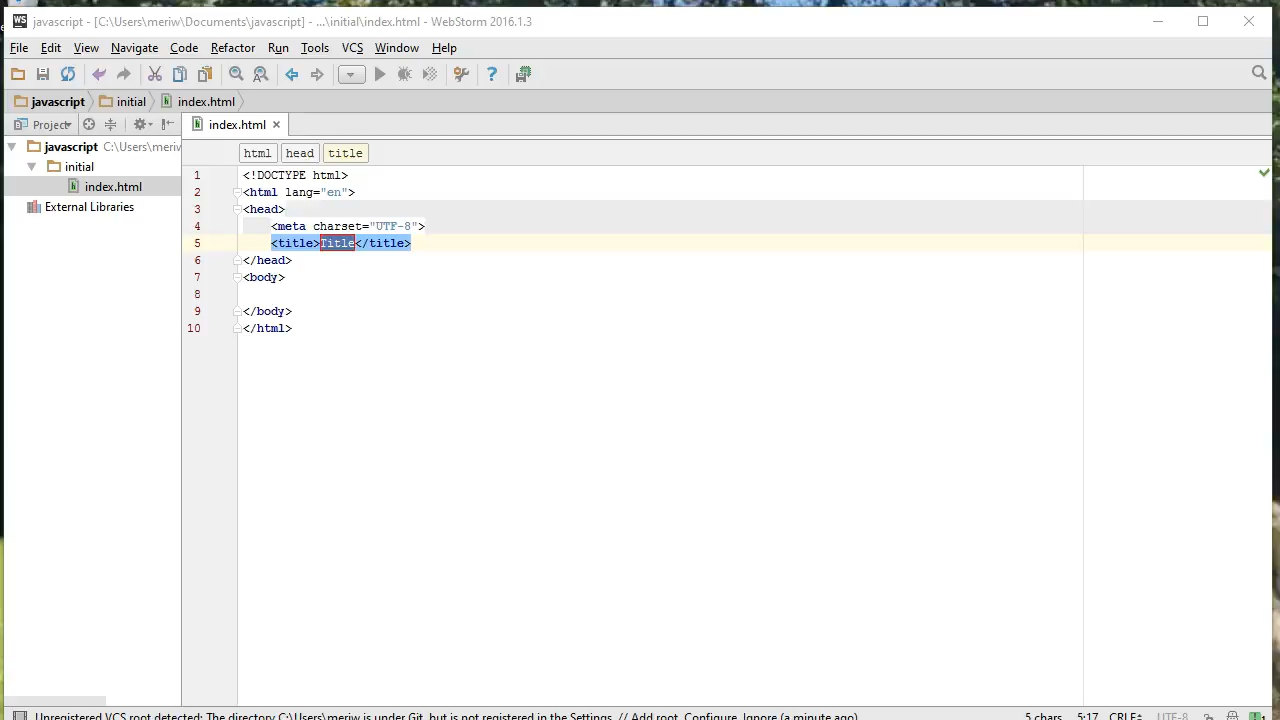 WS javascript - [C:\Users\meriw\Documents\javascript] - ...\initial\index.html - WebStorm 2016.1.3
File Edit View Navigate Code Refactor Run Tools VCS Window Help
javascript initial index.html
Project index.html
javascript C:\Users\meriw
initial
index.html
External Libraries
html head title
1 <!DOCTYPE html>
2 <html lang="en">
3 <head>
4 <meta charset="UTF-8">
5 <title>Title</title>
6 </head>
7 <body>
8
9 </body>
10 </html>
Unregistered VCS root detected: The directory C:\Users\meriw is under Git, but is not registered in the Settings. // Add root Configure Ignore (a minute ago) 5 chars 5:17 CRLF UTF-8